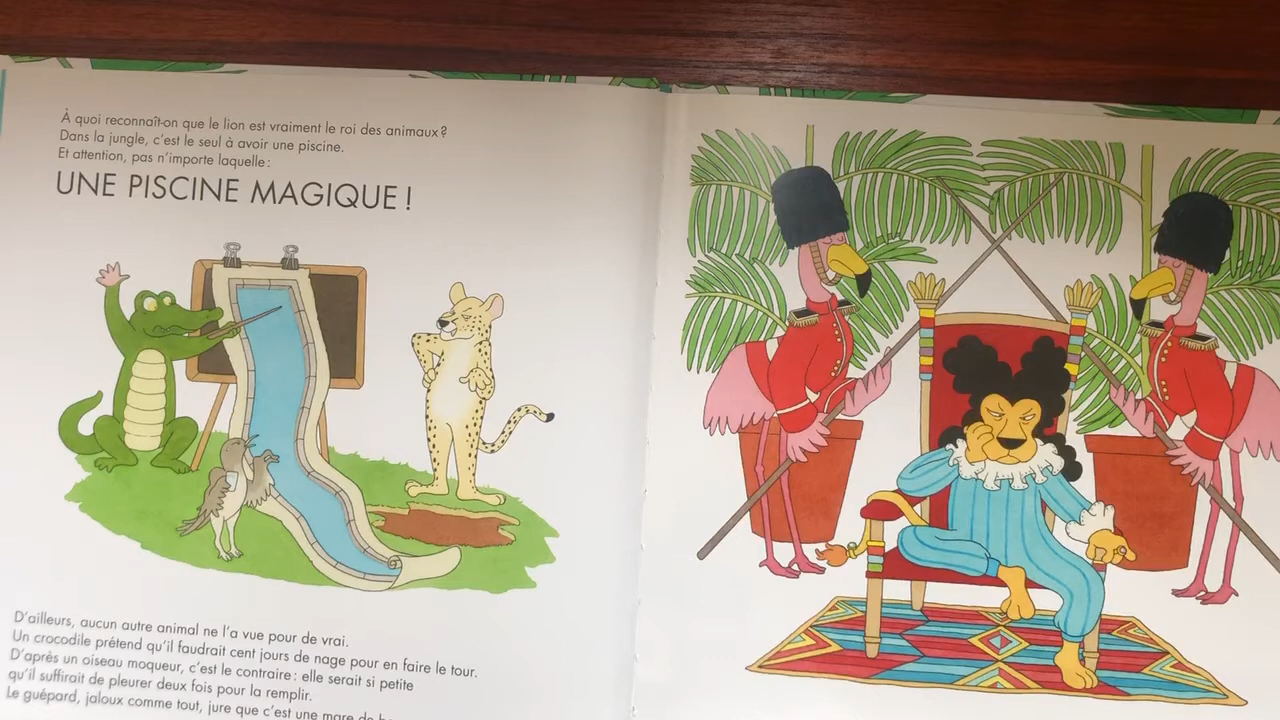 À quoi reconnaît-on que le lion est vraiment le roi des animaux ?
Dans la jungle, c'est le seul à avoir une piscine.
Et attention, pas n'importe laquelle :
UNE PISCINE MAGIQUE !
D'ailleurs, aucun autre animal ne l'a vue pour de vrai.
Un crocodile prétend qu'il faudrait cent jours de nage pour en faire le tour.
D'après un oiseau moqueur, c'est le contraire : elle serait si petite
qu'il suffirait de pleurer deux fois pour la remplir.
Le guépard, jaloux comme tout, jure que c'est une mare de